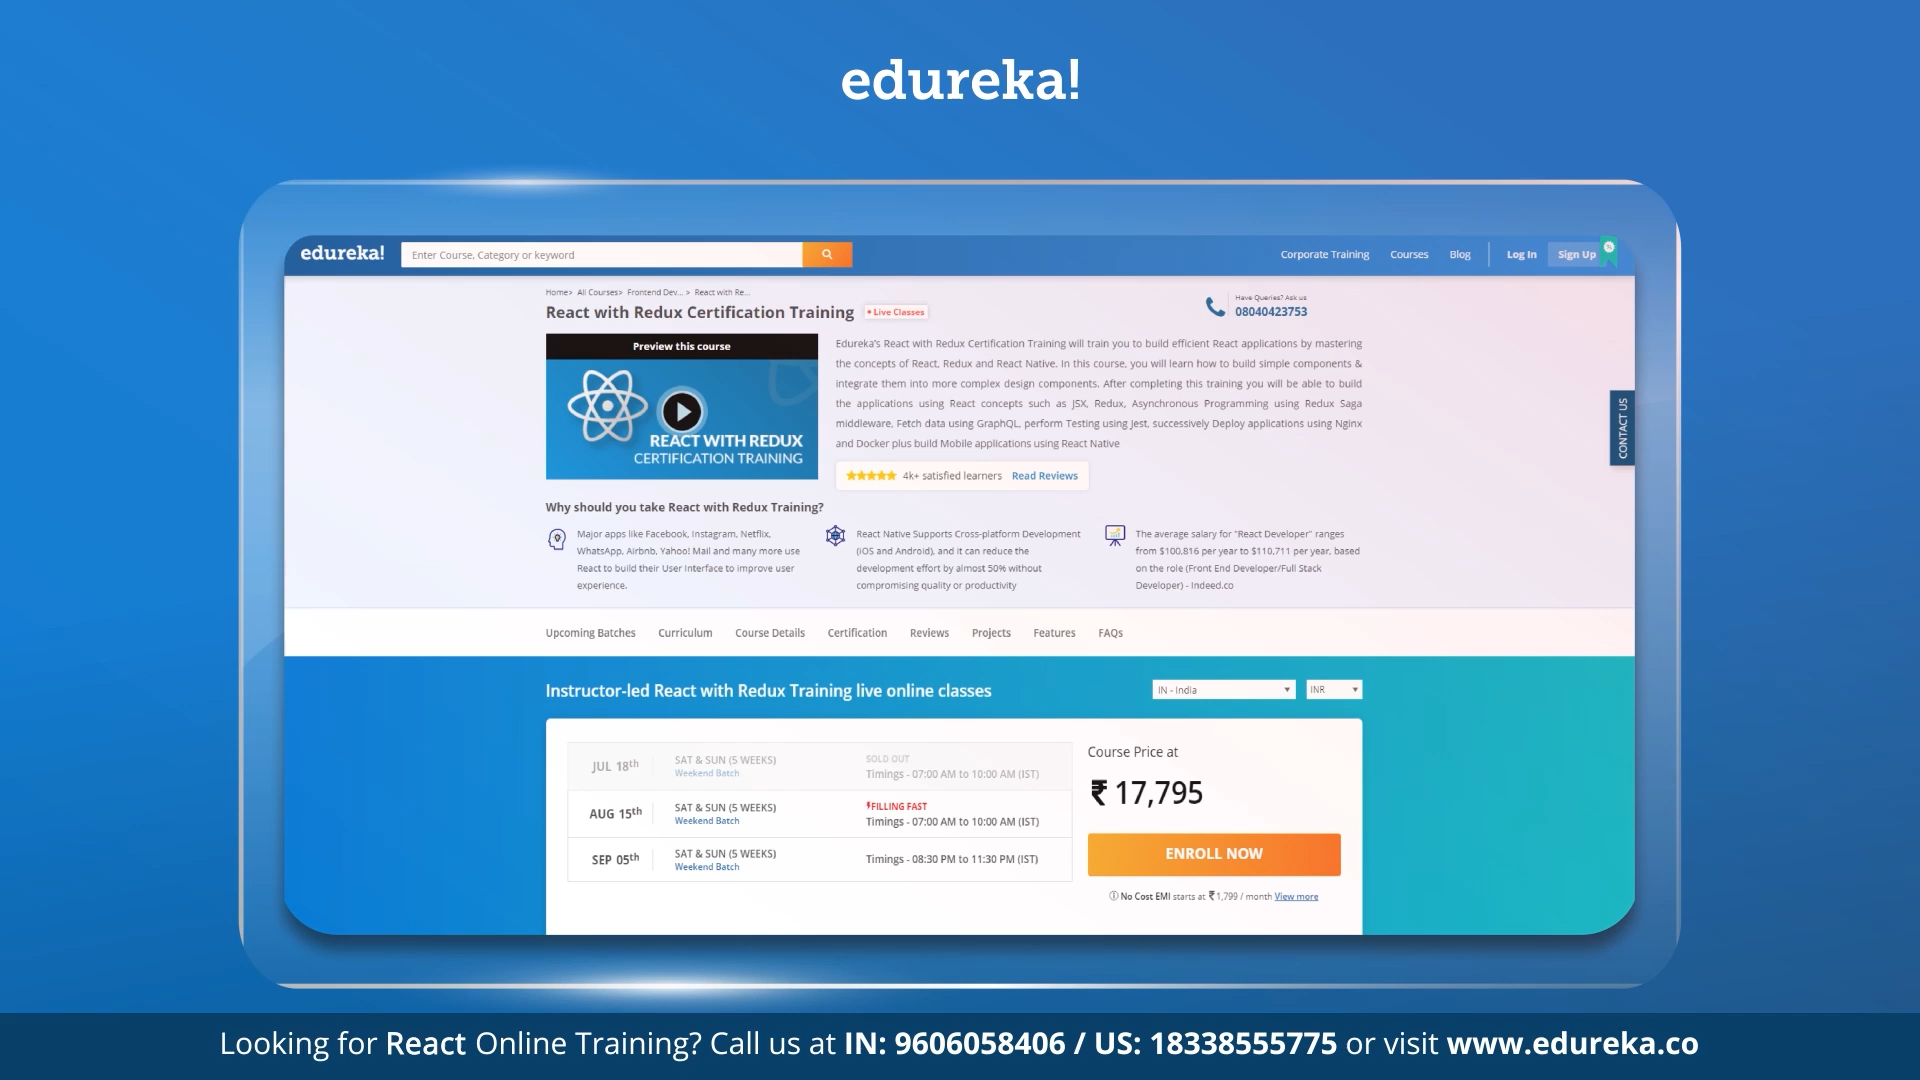 edureka!
edureka!
Enter Course, Category or keyword
Corporate Training
Courses
Blog
Log In
Sign Up
Home> All Courses> Frontend Dev... > React with Re...
React with Redux Certification Training
• Live Classes
Have Queries? Ask us
08040423753
Preview this course
REACT WITH REDUX
CERTIFICATION TRAINING
Edureka's React with Redux Certification Training will train you to build efficient React applications by mastering
the concepts of React, Redux and React Native. In this course, you will learn how to build simple components &
integrate them into more complex design components. After completing this training you will be able to build
the applications using React concepts such as JSX, Redux, Asynchronous Programming using Redux Saga
middleware, Fetch data using GraphQL, perform Testing using Jest, successively Deploy applications using Nginx
and Docker plus build Mobile applications using React Native
4k+ satisfied learners Read Reviews
CONTACT US
Why should you take React with Redux Training?
Major apps like Facebook, Instagram, Netflix,
WhatsApp, Airbnb, Yahoo! Mail and many more use
React to build their User Interface to improve user
experience.
React Native Supports Cross-platform Development
(iOS and Android), and it can reduce the
development effort by almost 50% without
compromising quality or productivity
The average salary for "React Developer" ranges
from $100,816 per year to $110,711 per year, based
on the role (Front End Developer/Full Stack
Developer) - Indeed.co
Upcoming Batches
Curriculum
Course Details
Certification
Reviews
Projects
Features
FAQs
Instructor-led React with Redux Training live online classes
IN - India
INR
JUL 18th
SAT & SUN (5 WEEKS)
Weekend Batch
SOLD OUT
Timings - 07:00 AM to 10:00 AM (IST)
AUG 15th
SAT & SUN (5 WEEKS)
Weekend Batch
FILLING FAST
Timings - 07:00 AM to 10:00 AM (IST)
SEP 05th
SAT & SUN (5 WEEKS)
Weekend Batch
Timings - 08:30 PM to 11:30 PM (IST)
Course Price at
₹ 17,795
ENROLL NOW
No Cost EMI starts at ₹ 1,799 / month View more
Looking for React Online Training? Call us at IN: 9606058406 / US: 18338555775 or visit www.edureka.co